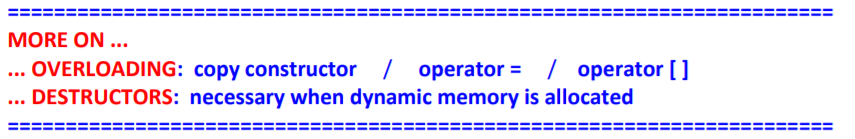 ======================================================================
MORE ON ...
... OVERLOADING: copy constructor / operator = / operator [ ]
... DESTRUCTORS: necessary when dynamic memory is allocated
======================================================================